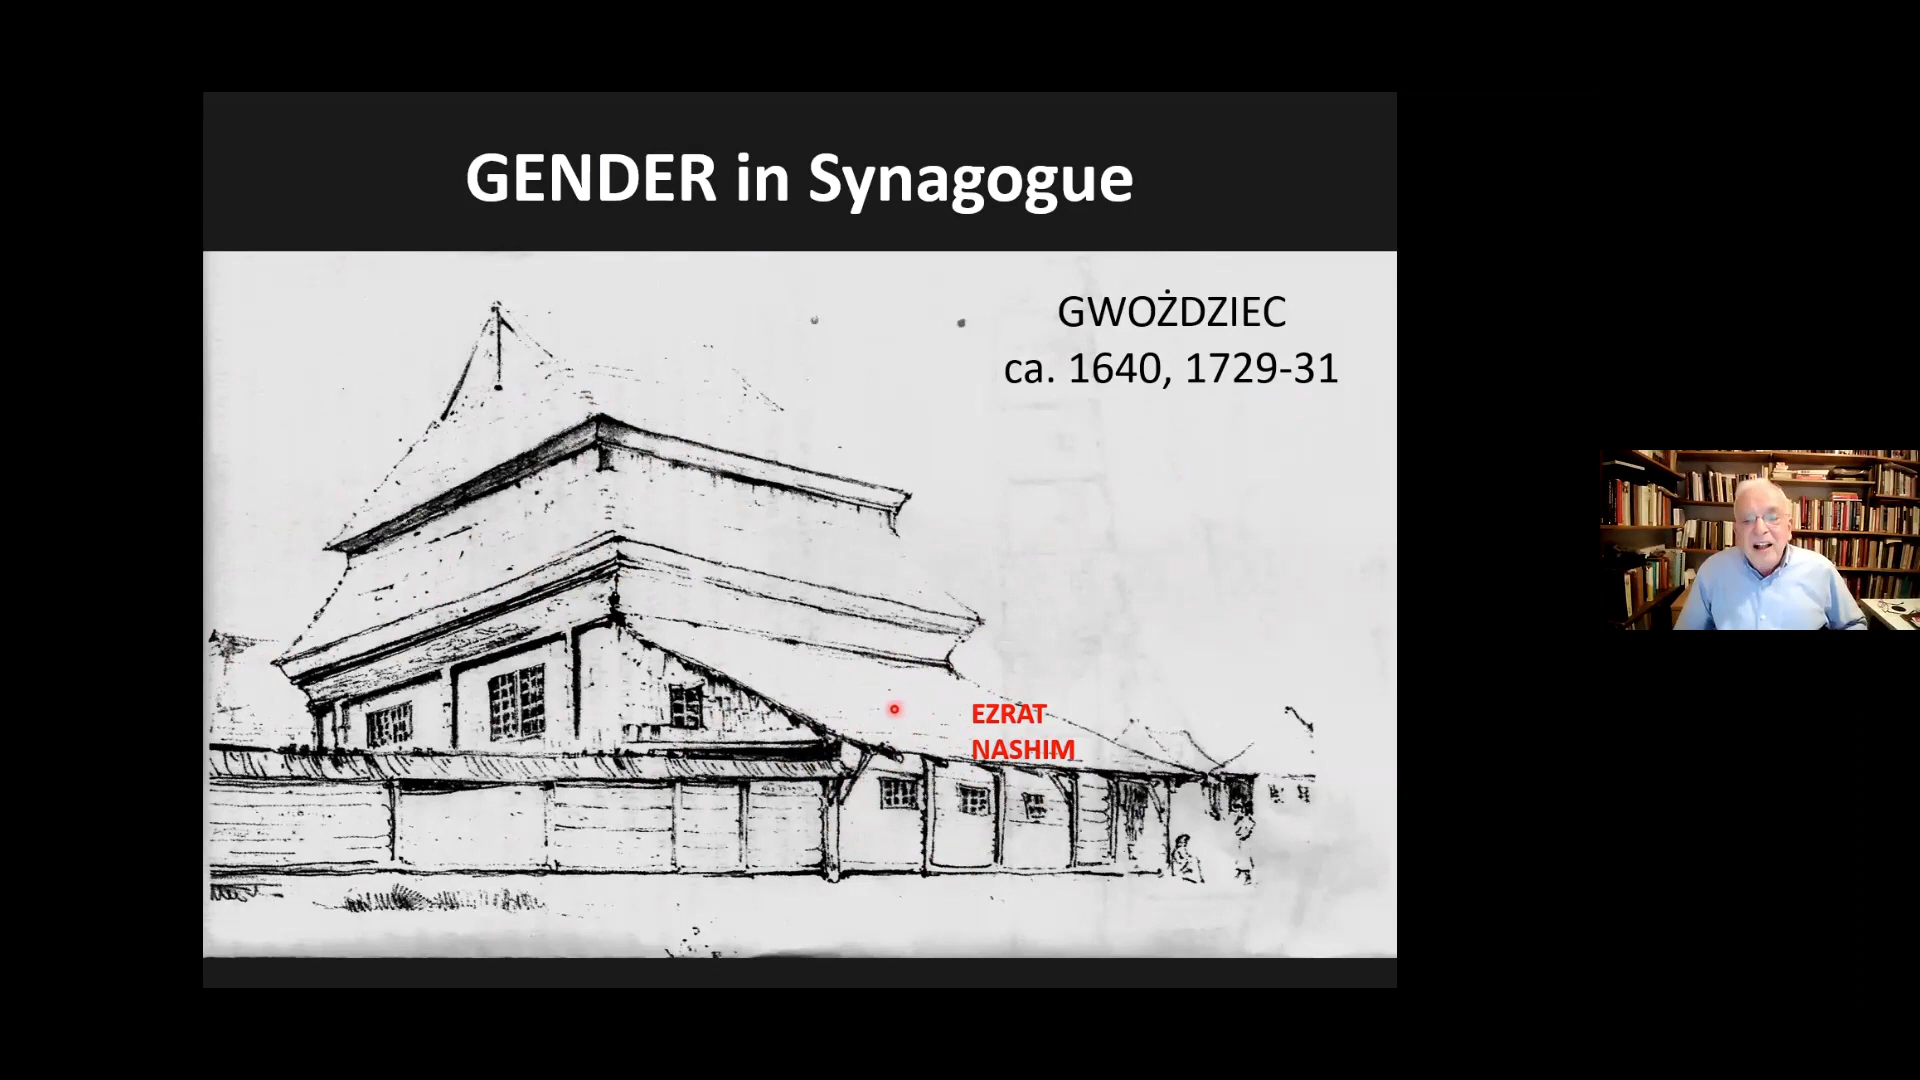 GENDER in Synagogue
GWOŻDZIEC
ca. 1640, 1729-31
EZRAT
NASHIM